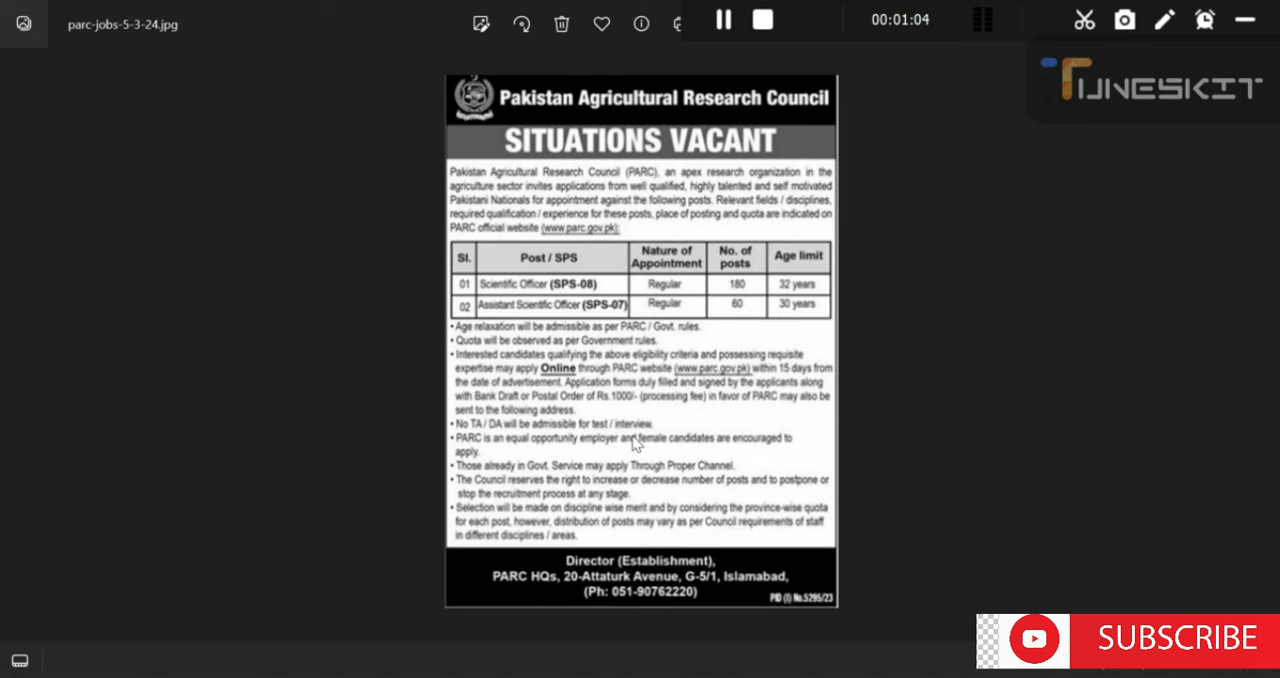 parc-jobs-5-3-24.jpg
00:01:04
TUNESKIT
Pakistan Agricultural Research Council
SITUATIONS VACANT
Pakistan Agricultural Research Council (PARC), an apex research organization in the
agriculture sector invites applications from well qualified, highly talented and self motivated
Pakistani Nationals for appointment against the following posts. Relevant fields / disciplines,
required qualification / experience for these posts, place of posting and quota are indicated on
PARC official website (www.parc.gov.pk):
Sl. Post / SPS Nature of Appointment No. of posts Age limit
01 Scientific Officer (SPS-08) Regular 180 32 years
02 Assistant Scientific Officer (SPS-07) Regular 60 30 years
• Age relaxation will be admissible as per PARC / Govt. rules.
• Quota will be observed as per Government rules.
• Interested candidates qualifying the above eligibility criteria and possessing requisite
expertise may apply Online through PARC website (www.parc.gov.pk) within 15 days from
the date of advertisement. Application forms duly filled and signed by the applicants along
with Bank Draft or Postal Order of Rs.1000/- (processing fee) in favor of PARC may also be
sent to the following address.
• No TA / DA will be admissible for test / interview.
• PARC is an equal opportunity employer and female candidates are encouraged to
apply.
• Those already in Govt. Service may apply Through Proper Channel.
• The Council reserves the right to increase or decrease number of posts and to postpone or
stop the recruitment process at any stage.
• Selection will be made on discipline wise merit and by considering the province-wise quota
for each post, however, distribution of posts may vary as per Council requirements of staff
in different disciplines / areas.
Director (Establishment),
PARC HQs, 20-Attaturk Avenue, G-5/1, Islamabad,
(Ph: 051-90762220)
PID (I) No.5295/23
SUBSCRIBE